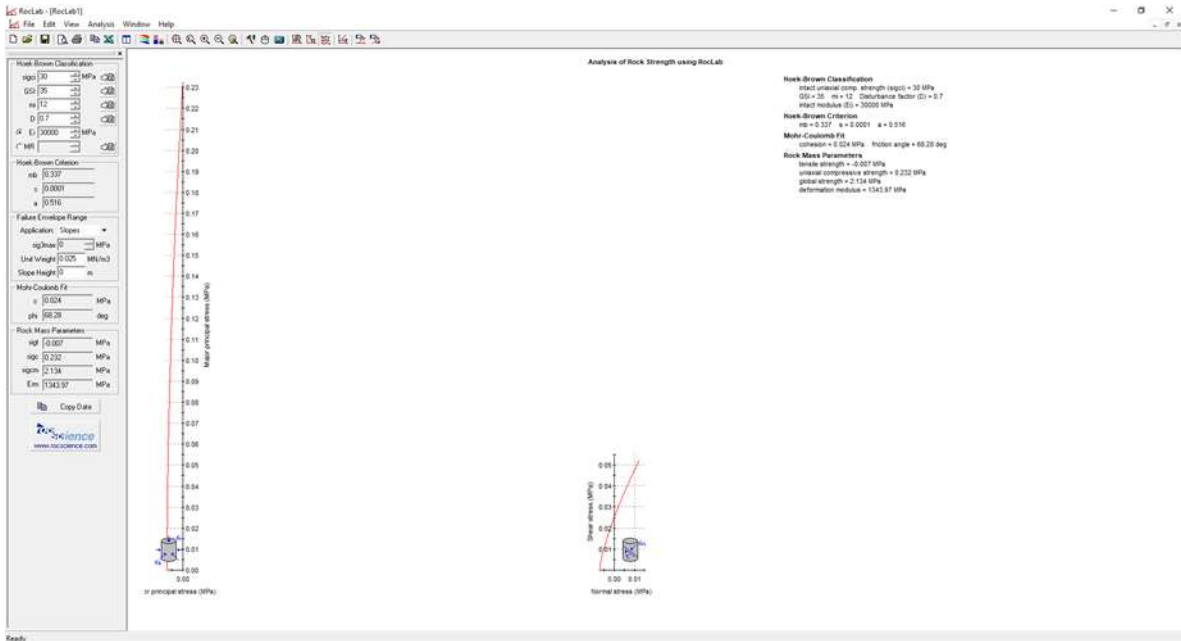 RocLab - [RocLab1]
File Edit View Analysis Window Help
Hoek-Brown Classification
sigci 30 MPa
GSI 35
mi 12
D 0.7
Ei 30000 MPa
MR
Hoek-Brown Criterion
mb 0.337
s 0.0001
a 0.516
Failure Envelope Range
Application: Slopes
sig3max 0 MPa
Unit Weight 0.025 MN/m3
Slope Height 0 m
Mohr-Coulomb Fit
c 0.024 MPa
phi 68.28 deg
Rock Mass Parameters
sigt -0.007 MPa
sigc 0.232 MPa
sigcm 2.134 MPa
Erm 1343.97 MPa
Copy Data
rocscience
www.rocscience.com
Ready
0.23
0.22
0.21
0.20
0.19
0.18
0.17
0.16
0.15
0.14
0.13
0.12
0.11
0.10
0.09
0.08
0.07
0.06
0.05
0.04
0.03
0.02
0.01
0.00
0.00
Major principal stress (MPa)
or principal stress (MPa)
Analysis of Rock Strength using RocLab
Hoek-Brown Classification
intact uniaxial comp. strength (sigci) = 30 MPa
GSI = 35 mi = 12 Disturbance factor (D) = 0.7
intact modulus (Ei) = 30000 MPa
Hoek-Brown Criterion
mb = 0.337 s = 0.0001 a = 0.516
Mohr-Coulomb Fit
cohesion = 0.024 MPa friction angle = 68.28 deg
Rock Mass Parameters
tensile strength = -0.007 MPa
uniaxial compressive strength = 0.232 MPa
global strength = 2.134 MPa
deformation modulus = 1343.97 MPa
0.05
0.04
0.03
0.02
0.01
Shear stress (MPa)
0.00 0.01
Normal stress (MPa)